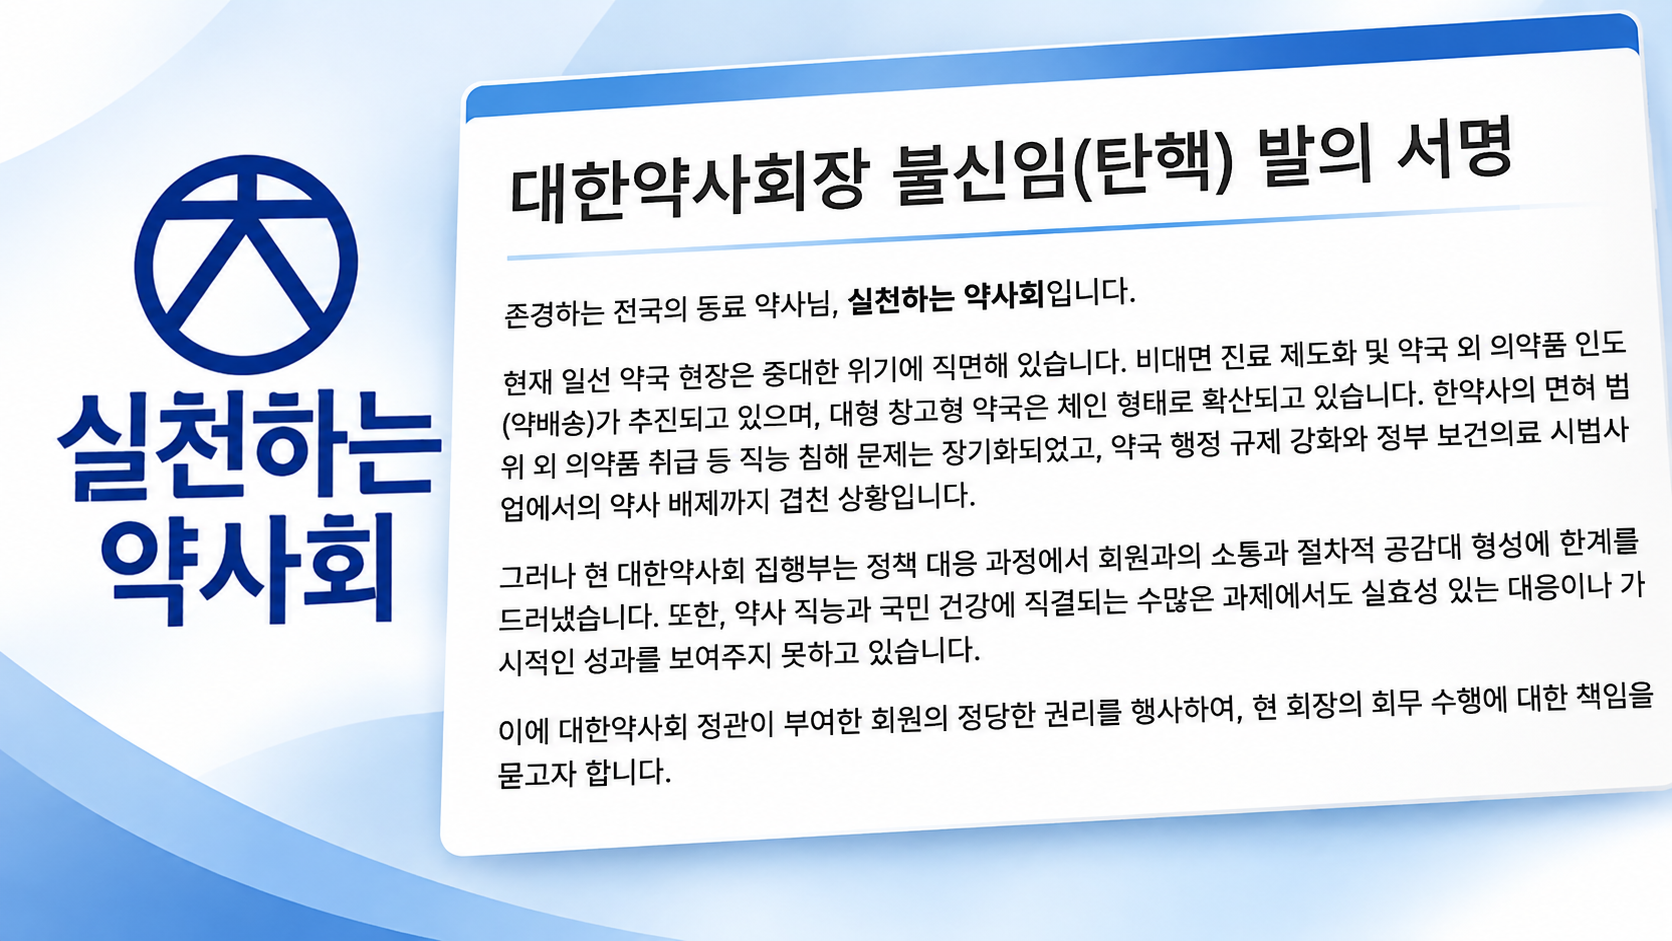 실천하는
약사회
대한약사회장 불신임(탄핵) 발의 서명
존경하는 전국의 동료 약사님, 실천하는 약사회입니다.
현재 일선 약국 현장은 중대한 위기에 직면해 있습니다. 비대면 진료 제도화 및 약국 외 의약품 인도
(약배송)가 추진되고 있으며, 대형 창고형 약국은 체인 형태로 확산되고 있습니다. 한약사의 면허 범
위 외 의약품 취급 등 직능 침해 문제는 장기화되었고, 약국 행정 규제 강화와 정부 보건의료 시범사
업에서의 약사 배제까지 겹친 상황입니다.
그러나 현 대한약사회 집행부는 정책 대응 과정에서 회원과의 소통과 절차적 공감대 형성에 한계를
드러냈습니다. 또한, 약사 직능과 국민 건강에 직결되는 수많은 과제에서도 실효성 있는 대응이나 가
시적인 성과를 보여주지 못하고 있습니다.
이에 대한약사회 정관이 부여한 회원의 정당한 권리를 행사하여, 현 회장의 회무 수행에 대한 책임을
묻고자 합니다.